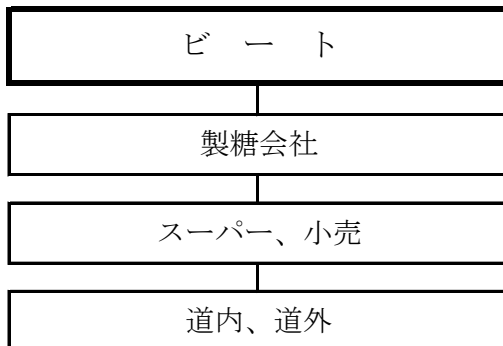 ビ ー ト
製糖会社
スーパー、小売
道内、道外